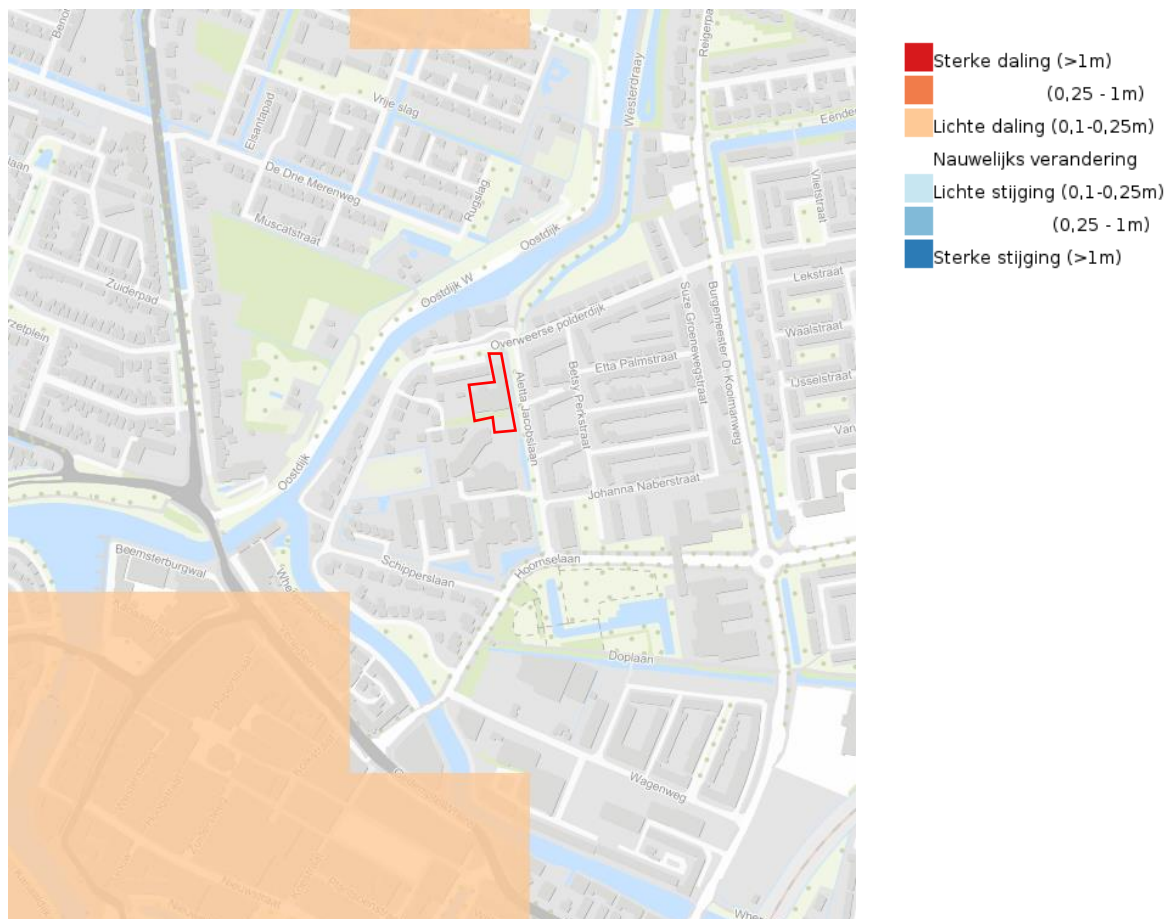 Sterke daling (>1m)
(0,25 - 1m)
Lichte daling (0,1-0,25m)
Nauwelijks verandering
Lichte stijging (0,1-0,25m)
(0,25 - 1m)
Sterke stijging (>1m)
Vrije slag
Elsantapad
De Drie Merenweg
Rugslag
Muscatstraat
Westerdraay
Oostdijk
Oostdijk W
Zuiderpad
Overweerse polderdijk
Vlietstraat
Lekstraat
Waalstraat
IJsselstraat
Van
Burgemeester D. Kooimanweg
Suze Groenewegstraat
Etta Palmstraat
Betsy Perkstraat
Aletta Jacobslaan
Oostdijk
Johanna Naberstraat
Hoornselaan
Schipperslaan
Beemsterburgwal
Doplaan
Wagenweg